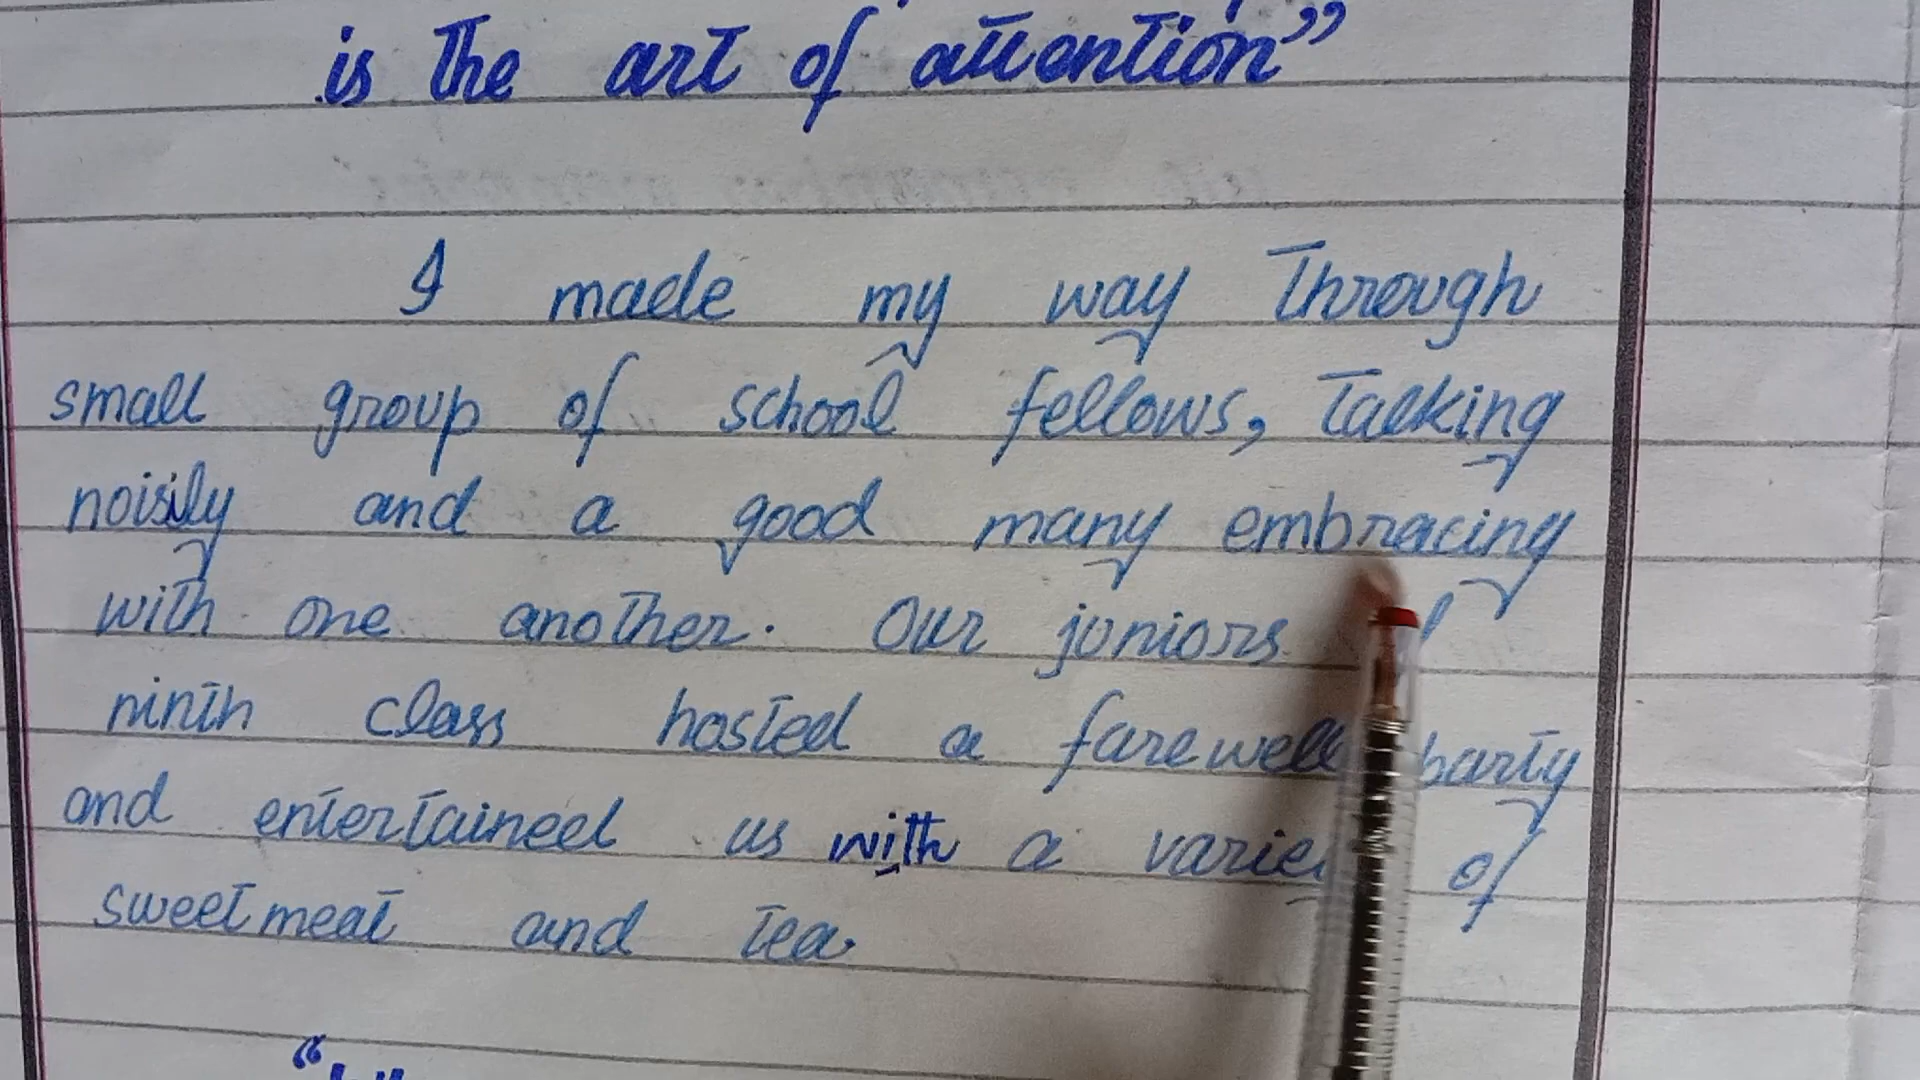 is the art of attention”
I made my way through
small group of school fellows, talking
noisily and a good many embracing
with one another. Our juniors
ninth class hosted a farewell party
and entertained us with a variety of
sweetmeat and tea.
“